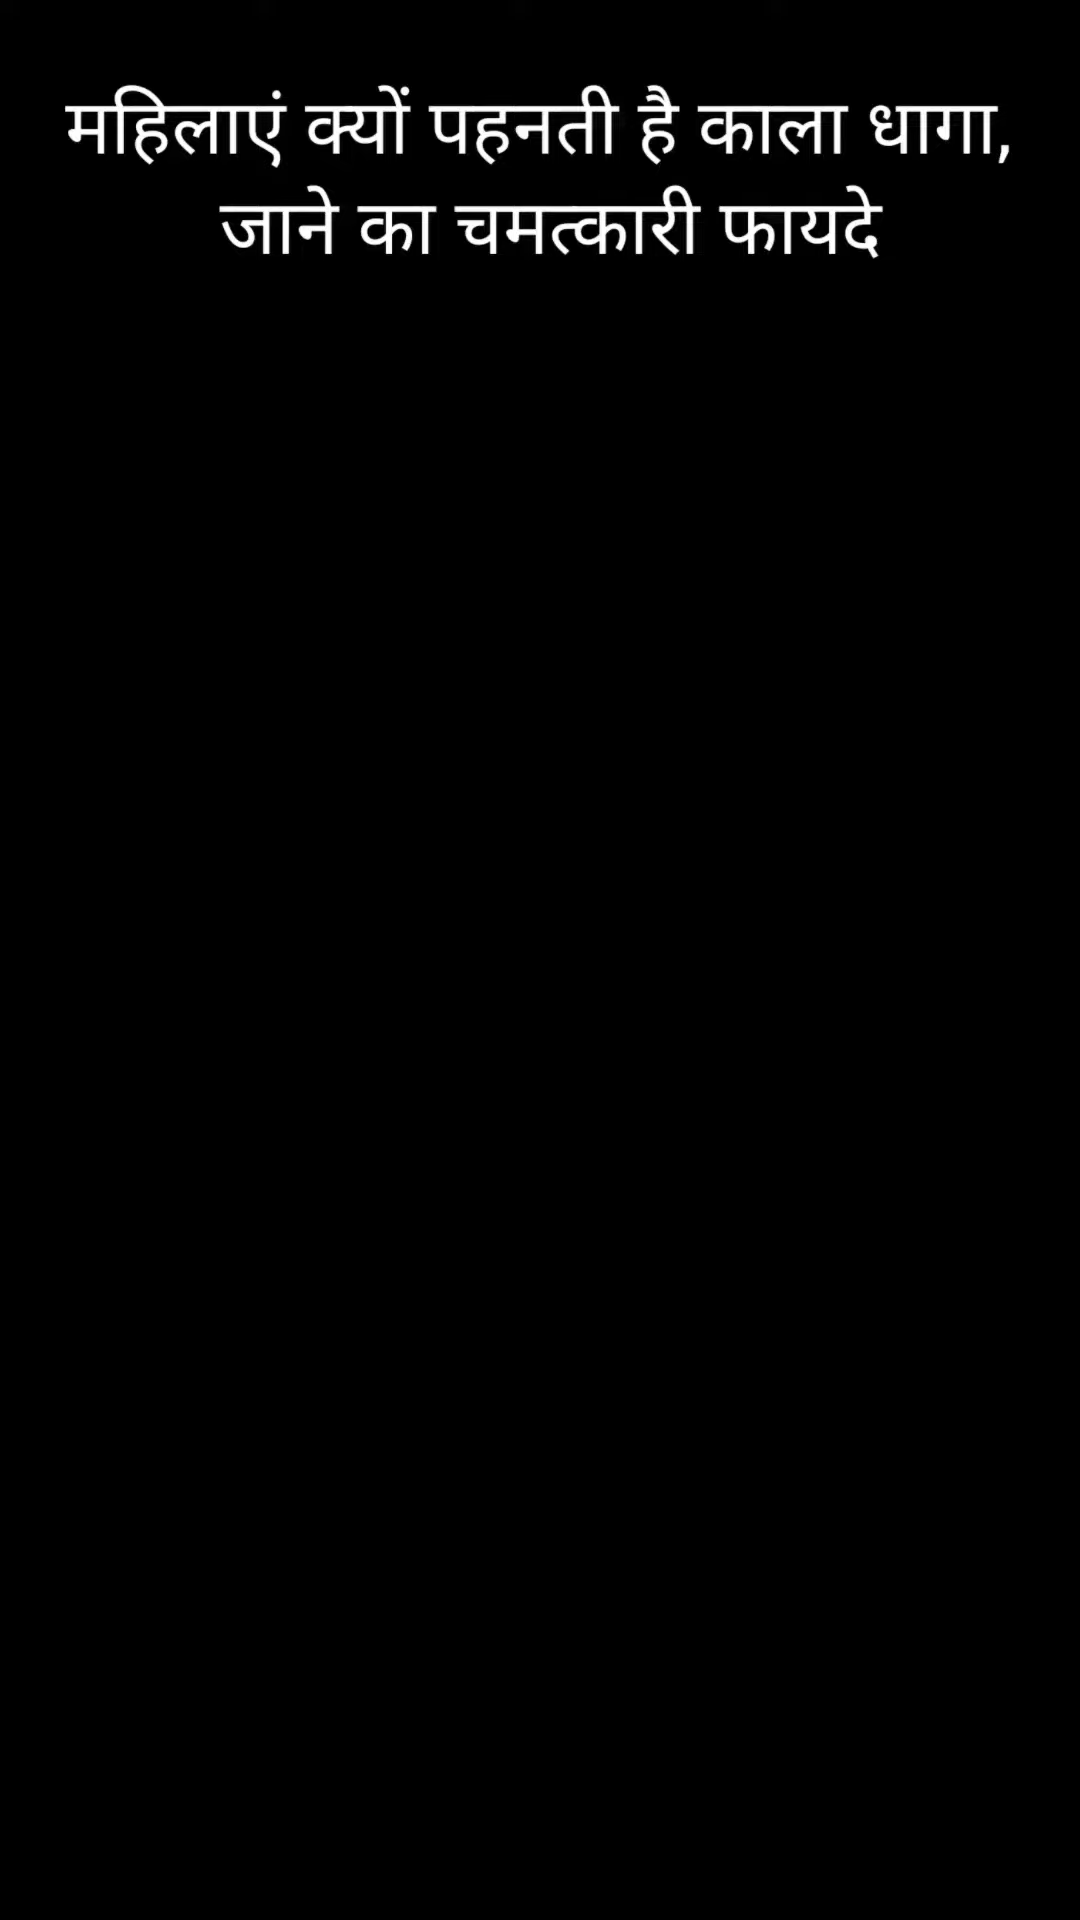 महिलाएं क्यों पहनती है काला धागा,
जाने का चमत्कारी फायदे